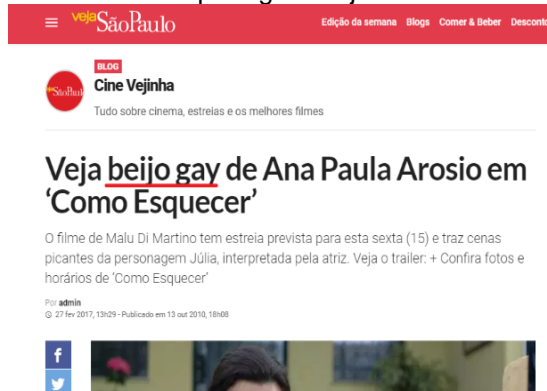 veja SãoPaulo
Edição da semana Blogs Comer & Beber Descont
BLOG
Cine Vejinha
Tudo sobre cinema, estreias e os melhores filmes
Veja beijo gay de Ana Paula Arosio em
‘Como Esquecer’
O filme de Malu Di Martino tem estreia prevista para esta sexta (15) e traz cenas
picantes da personagem Júlia, interpretada pela atriz. Veja o trailer: + Confira fotos e
horários de ‘Como Esquecer’
Por admin
27 fev 2017, 13h29 - Publicado em 13 out 2010, 18h08